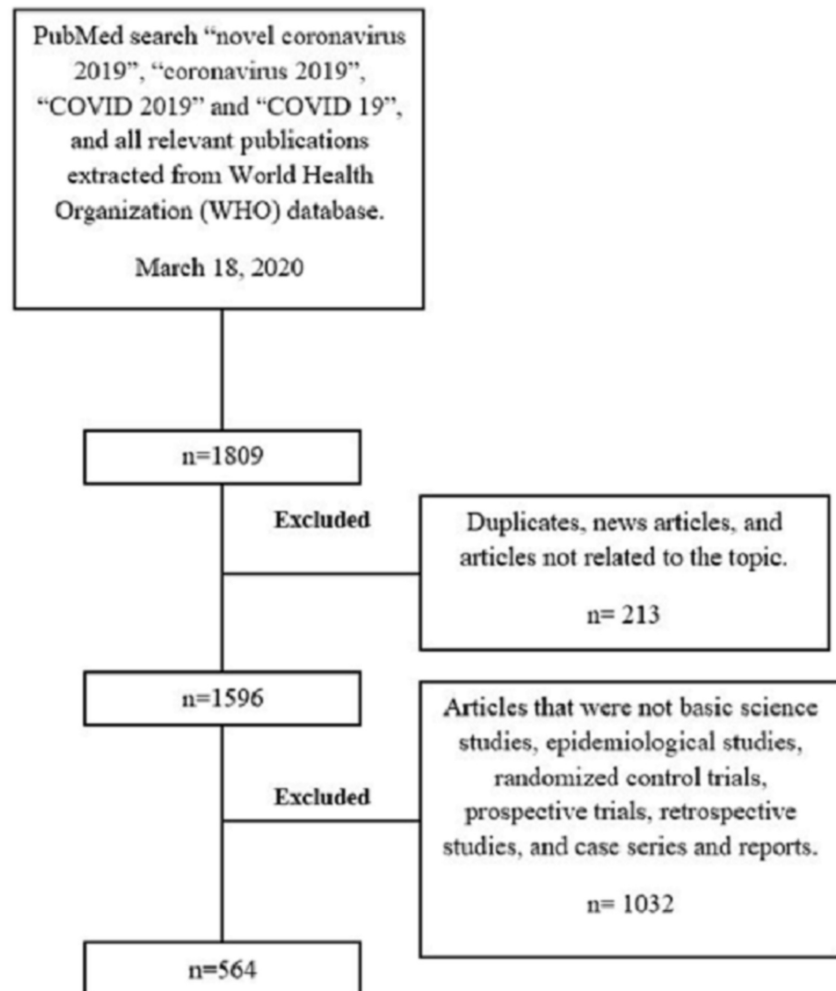 PubMed search “novel coronavirus
2019”, “coronavirus 2019”,
“COVID 2019” and “COVID 19”,
and all relevant publications
extracted from World Health
Organization (WHO) database.
March 18, 2020
n=1809
Excluded
Duplicates, news articles, and
articles not related to the topic.
n= 213
n=1596
Excluded
Articles that were not basic science
studies, epidemiological studies,
randomized control trials,
prospective trials, retrospective
studies, and case series and reports.
n= 1032
n=564